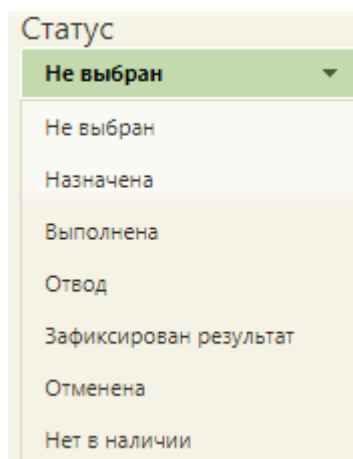 Статус
Не выбран
Не выбран
Назначена
Выполнена
Отвод
Зафиксирован результат
Отменена
Нет в наличии